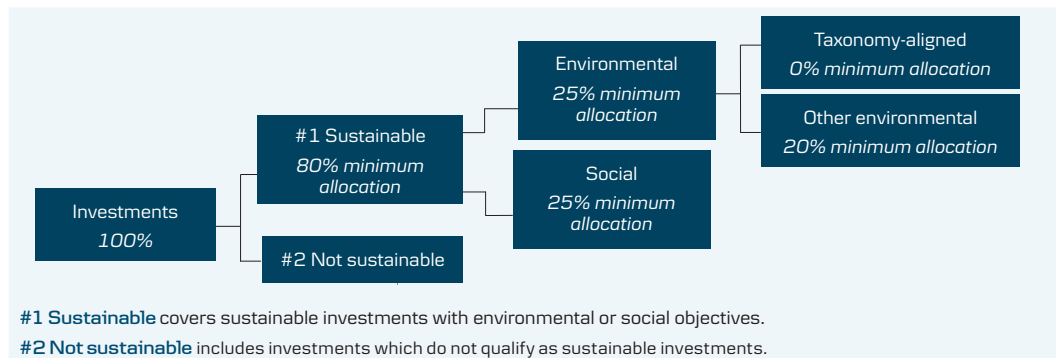 Taxonomy-aligned
0% minimum allocation
Environmental
25% minimum
allocation
Other environmental
20% minimum allocation
#1 Sustainable
80% minimum
allocation
Social
25% minimum
allocation
Investments
100%
#2 Not sustainable
#1 Sustainable covers sustainable investments with environmental or social objectives.
#2 Not sustainable includes investments which do not qualify as sustainable investments.